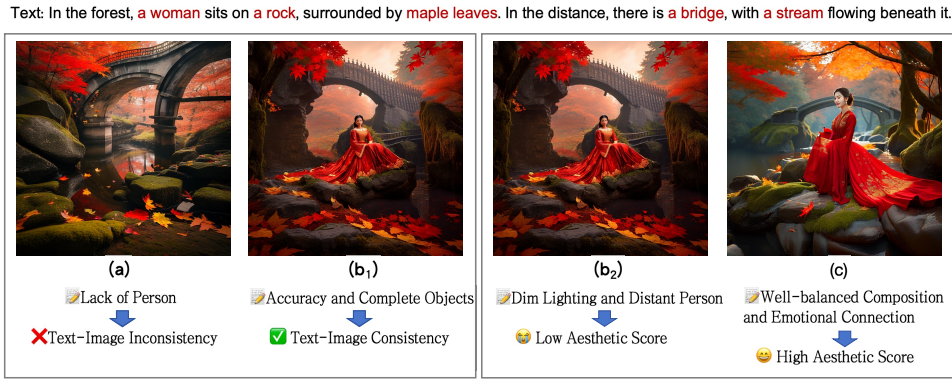 Text: In the forest, a woman sits on a rock, surrounded by maple leaves. In the distance, there is a bridge, with a stream flowing beneath it.
(a)
Lack of Person
Text-Image Inconsistency
(b₁)
Accuracy and Complete Objects
Text-Image Consistency
(b₂)
Dim Lighting and Distant Person
Low Aesthetic Score
(c)
Well-balanced Composition
and Emotional Connection
High Aesthetic Score